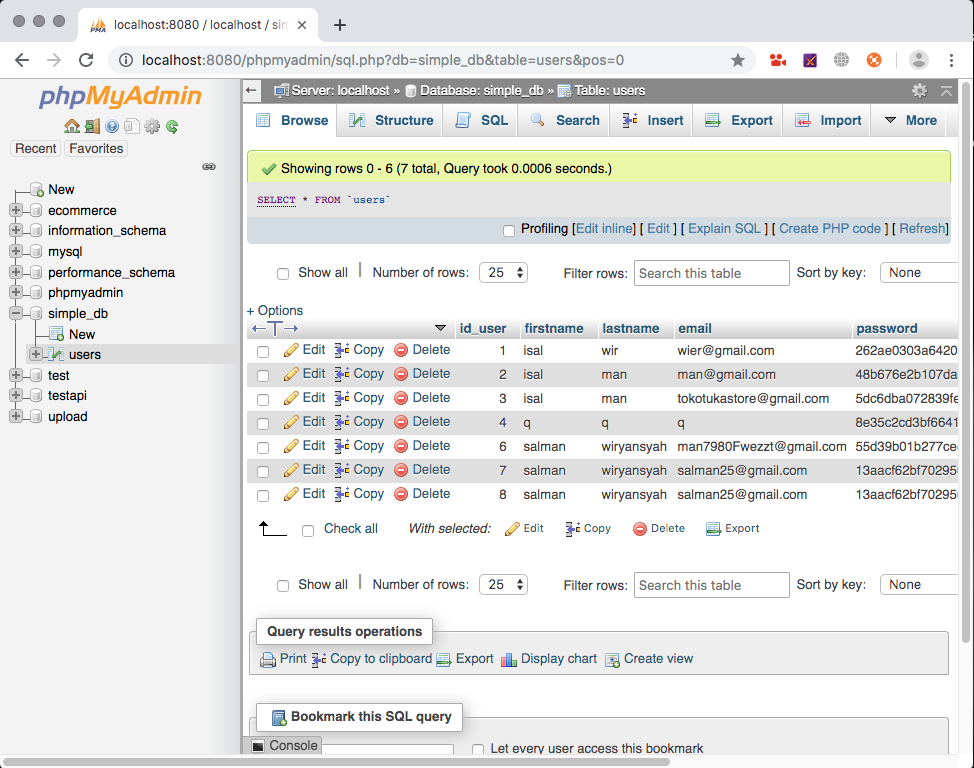 localhost:8080 / localhost / sim
localhost:8080/phpmyadmin/sql.php?db=simple_db&table=users&pos=0
phpMyAdmin
Recent Favorites
New
ecommerce
information_schema
mysql
performance_schema
phpmyadmin
simple_db
New
users
test
testapi
upload
Server: localhost » Database: simple_db » Table: users
Browse Structure SQL Search Insert Export Import More
Showing rows 0 - 6 (7 total, Query took 0.0006 seconds.)
SELECT * FROM `users`
Profiling [Edit inline] [ Edit ] [ Explain SQL ] [ Create PHP code ] [ Refresh]
Show all | Number of rows: 25 Filter rows: Search this table Sort by key: None
+ Options
id_user firstname lastname email password
Edit Copy Delete 1 isal wir wier@gmail.com 262ae0303a6420
Edit Copy Delete 2 isal man man@gmail.com 48b676e2b107da
Edit Copy Delete 3 isal man tokotukastore@gmail.com 5dc6dba072839fe
Edit Copy Delete 4 q q q 8e35c2cd3bf6641
Edit Copy Delete 6 salman wiryansyah man7980Fwezzt@gmail.com 55d39b01b277ce
Edit Copy Delete 7 salman wiryansyah salman25@gmail.com 13aacf62bf70295
Edit Copy Delete 8 salman wiryansyah salman25@gmail.com 13aacf62bf70295
Check all With selected: Edit Copy Delete Export
Show all | Number of rows: 25 Filter rows: Search this table Sort by key: None
Query results operations
Print Copy to clipboard Export Display chart Create view
Bookmark this SQL query
Console
Let every user access this bookmark